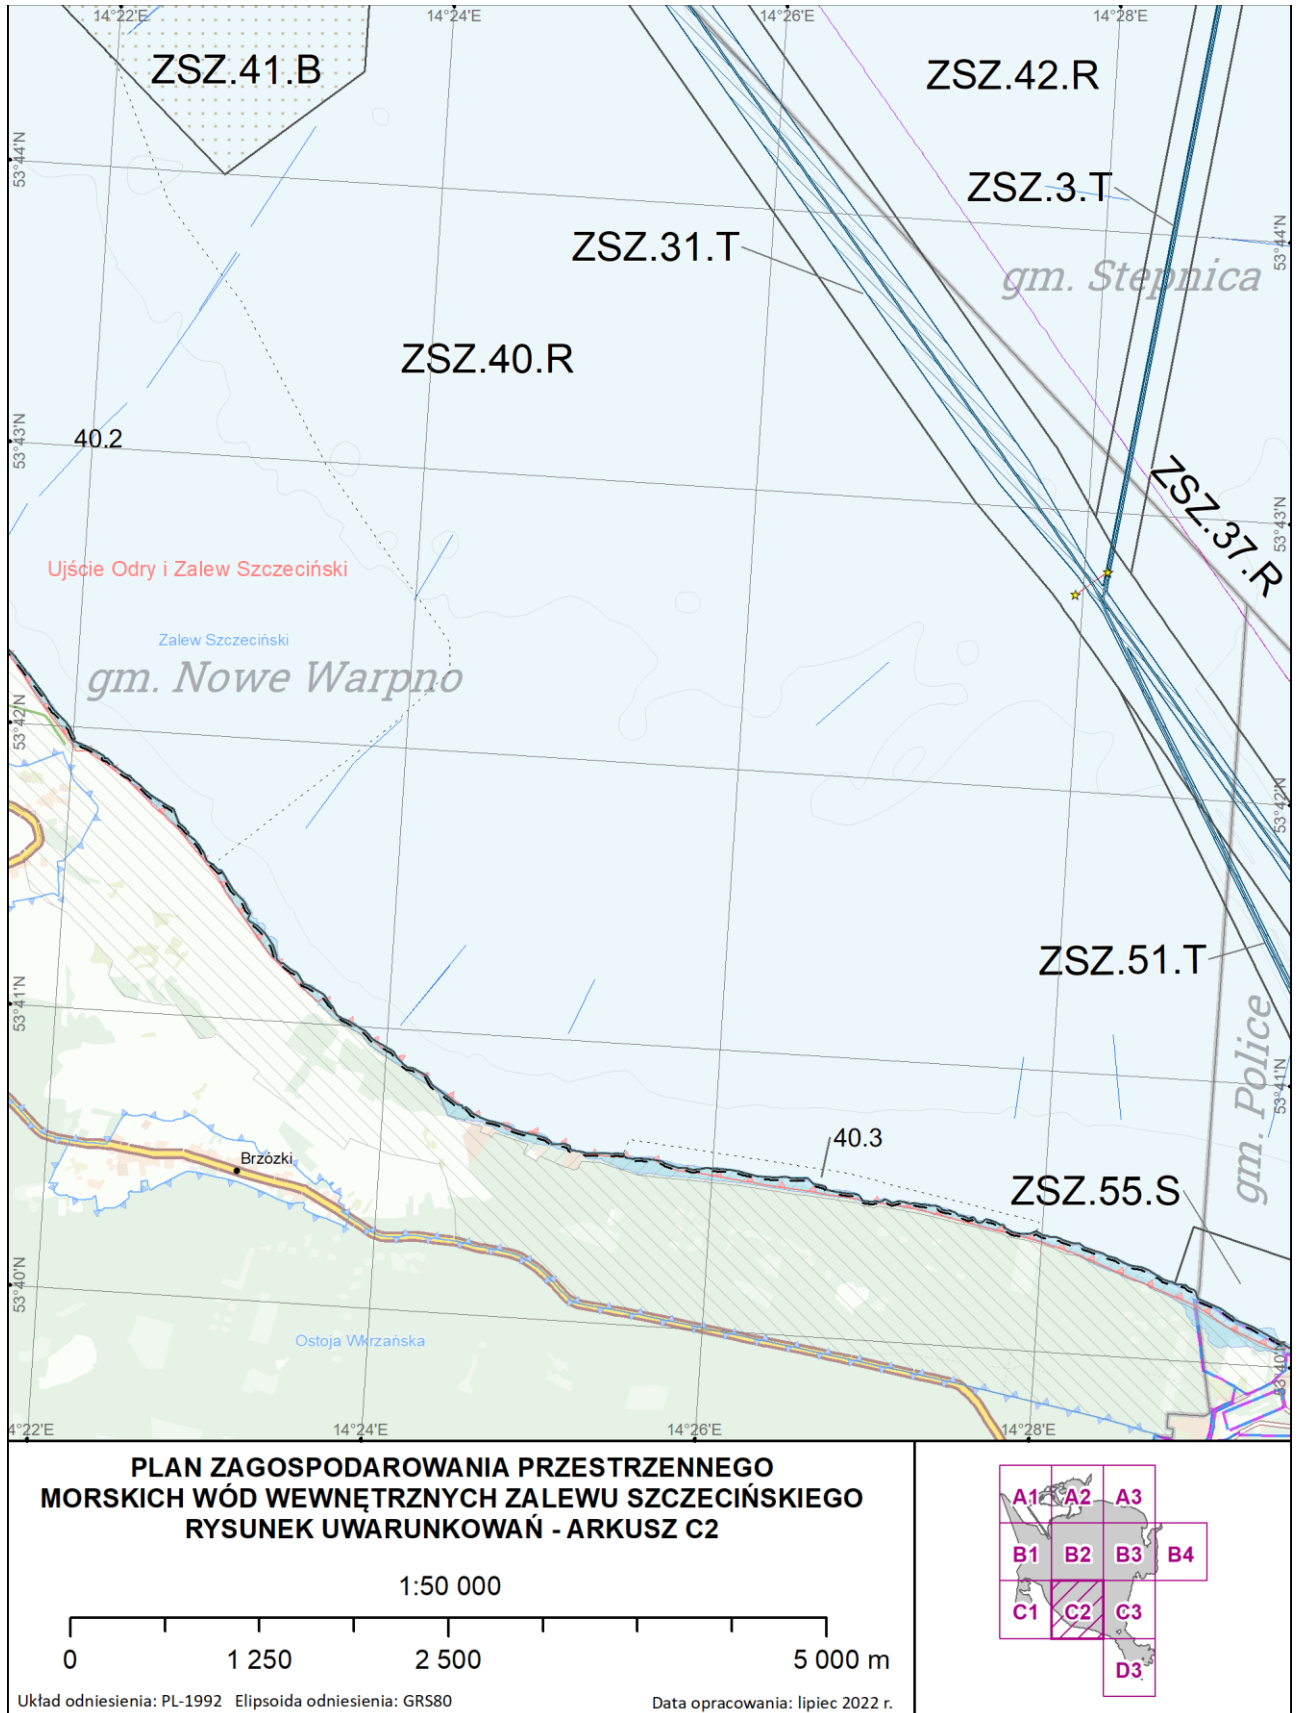 14°22'E
14°24'E
14°26'E
14°28'E
ZSZ.41.B
ZSZ.42.R
53°44'N
ZSZ.3.T
ZSZ.31.T
53°44'N
gm. Stepnica
ZSZ.40.R
53°43'N
40.2
ZSZ.37.R
53°43'N
Ujście Odry i Zalew Szczeciński
Zalew Szczeciński
gm. Nowe Warpno
53°42'N
53°42'N
ZSZ.51.T
53°41'N
gm. Police
53°41'N
40.3
Brzózki
ZSZ.55.S
53°40'N
Ostoja Wkrzańska
53°40'N
4°22'E
14°24'E
14°26'E
14°28'E
PLAN ZAGOSPODAROWANIA PRZESTRZENNEGO
MORSKICH WÓD WEWNĘTRZNYCH ZALEWU SZCZECIŃSKIEGO
RYSUNEK UWARUNKOWAŃ - ARKUSZ C2
1:50 000
0 1 250 2 500 5 000 m
Układ odniesienia: PL-1992 Elipsoida odniesienia: GRS80
Data opracowania: lipiec 2022 r.
A1 A2 A3
B1 B2 B3 B4
C1 C2 C3
D3